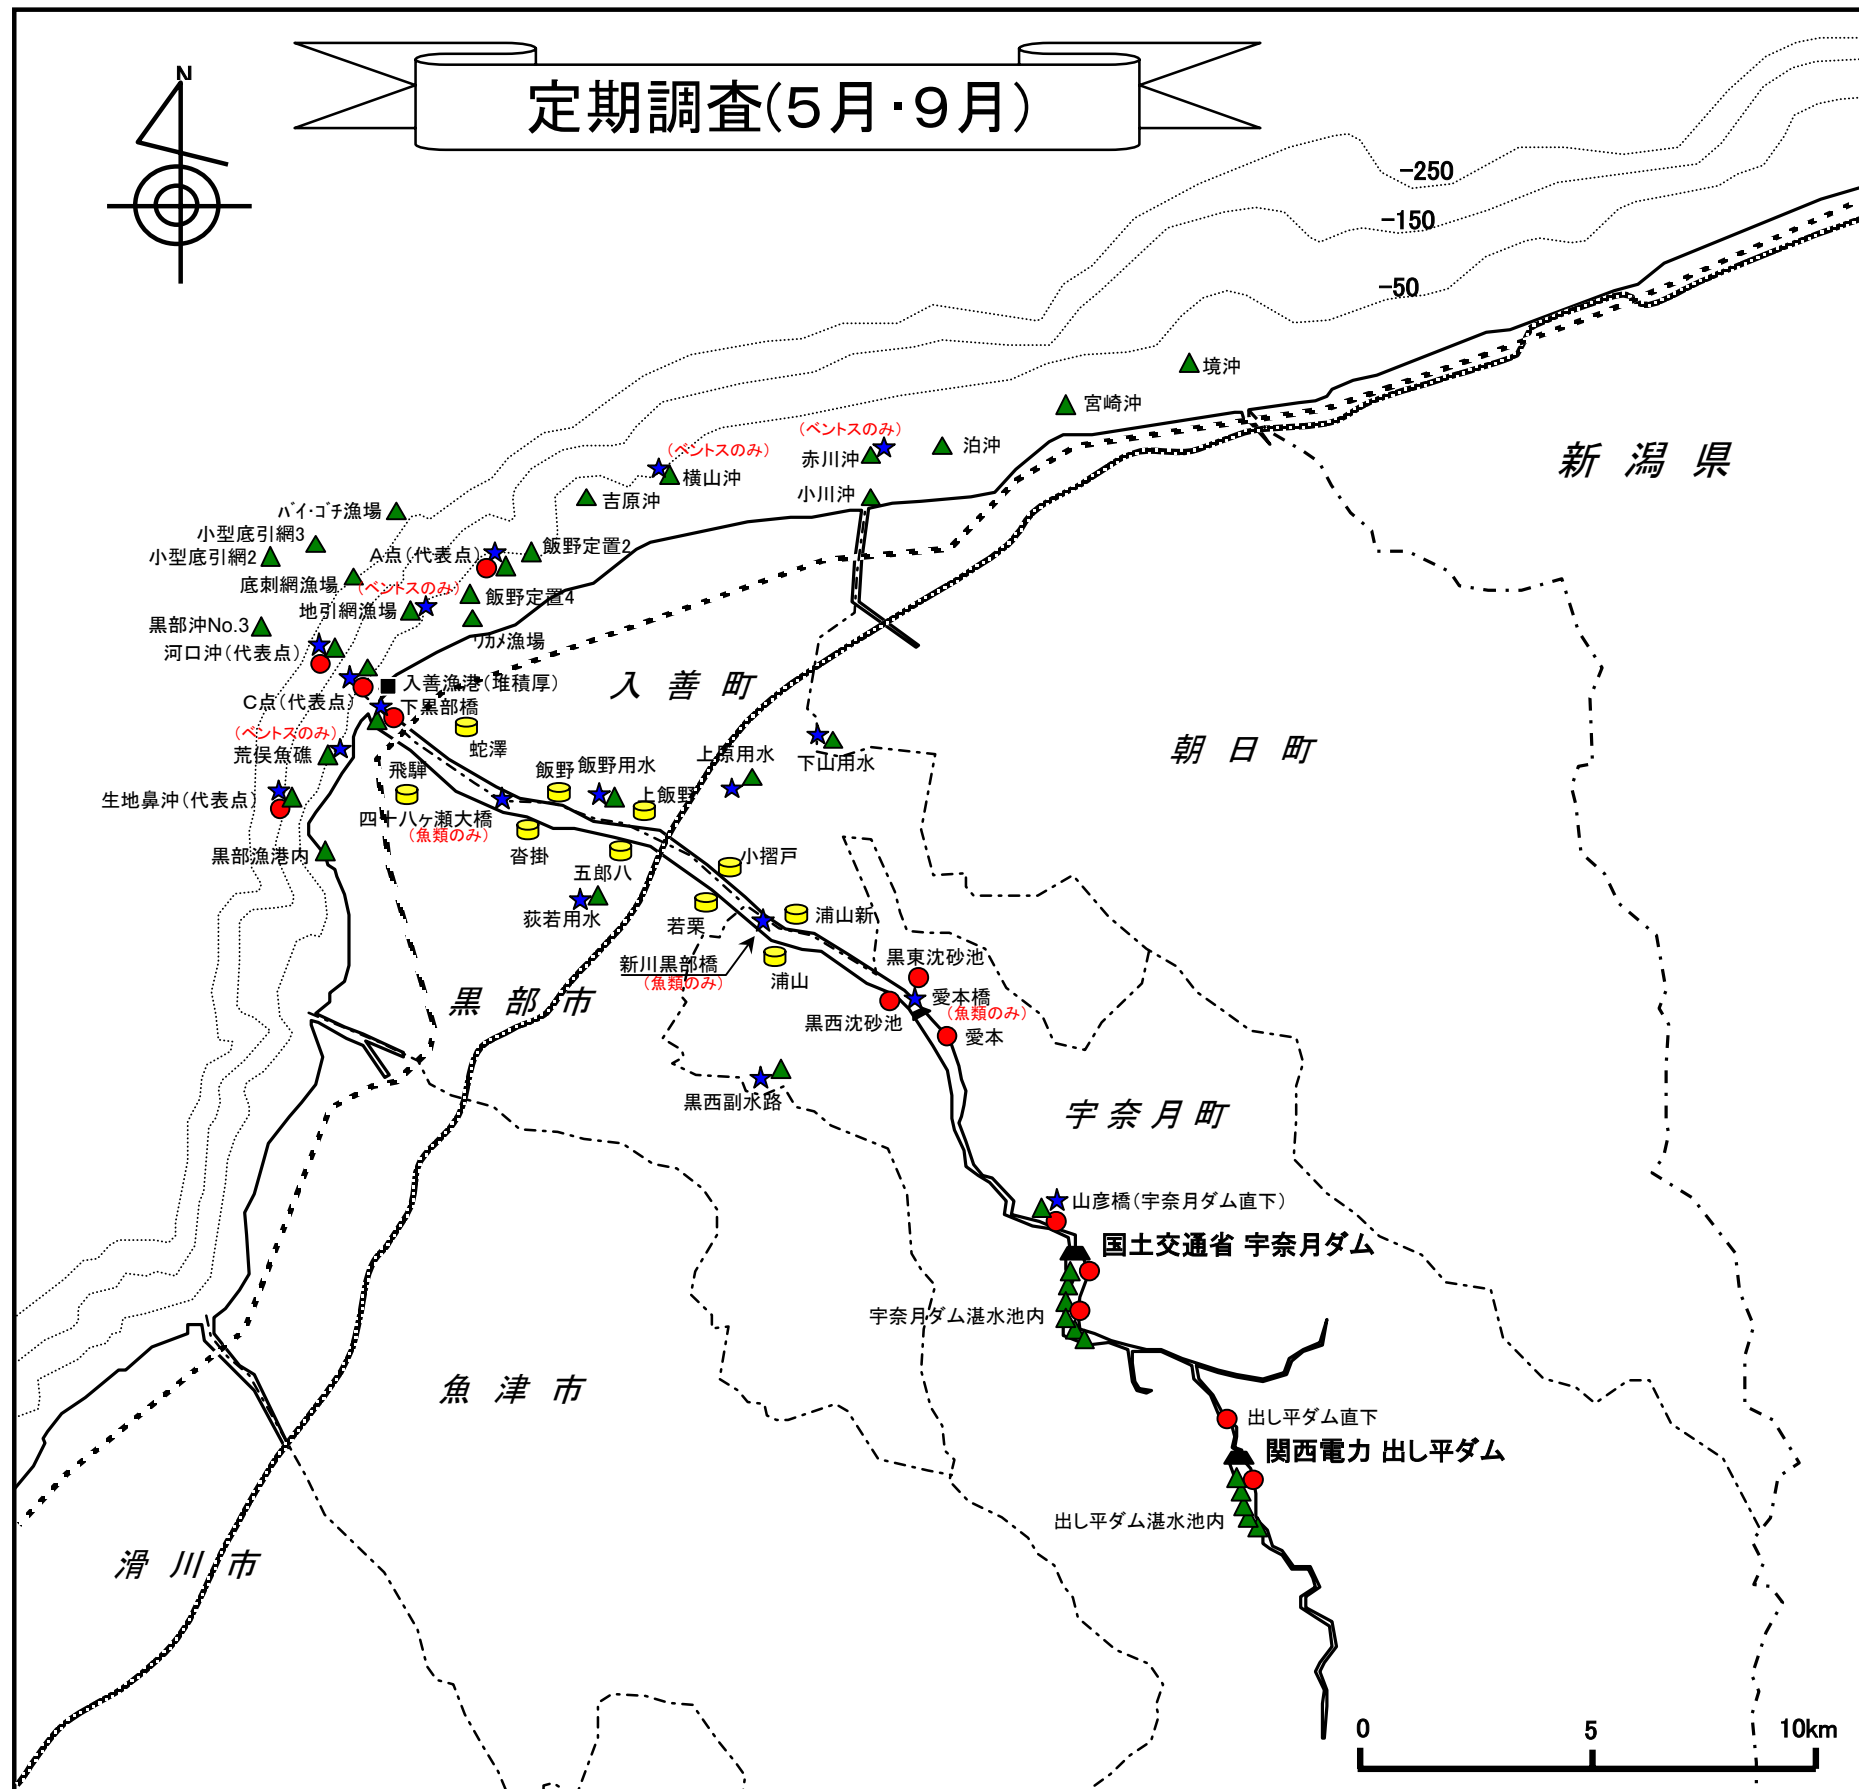 定期調査(5月･9月)
N
-250
-150
-50
境沖
宮崎沖
(ベントスのみ)
泊沖
赤川沖
(ベントスのみ)
横山沖
小川沖
吉原沖
新潟県
ﾊﾞｲ･ｺﾞﾁ漁場
小型底引網3
小型底引網2
A点(代表点)
飯野定置2
底刺網漁場
(ベントスのみ)
飯野定置4
地引網漁場
黒部沖No.3
ﾜｶﾒ漁場
河口沖(代表点)
入善漁港(堆積厚)
入善町
C点(代表点)
下黒部橋
(ベントスのみ)
荒俣魚礁
蛇澤
朝日町
上原用水
下山用水
飛騨
飯野
飯野用水
上飯野
生地鼻沖(代表点)
四十八ヶ瀬大橋
(魚類のみ)
黒部漁港内
沓掛
五郎八
小摺戸
荻若用水
若栗
浦山新
新川黒部橋
(魚類のみ)
浦山
黒東沈砂池
愛本橋
(魚類のみ)
黒部市
黒西沈砂池
愛本
黒西副水路
宇奈月町
山彦橋(宇奈月ダム直下)
国土交通省 宇奈月ダム
宇奈月ダム湛水池内
魚津市
出し平ダム直下
関西電力 出し平ダム
出し平ダム湛水池内
滑川市
0
5
10km